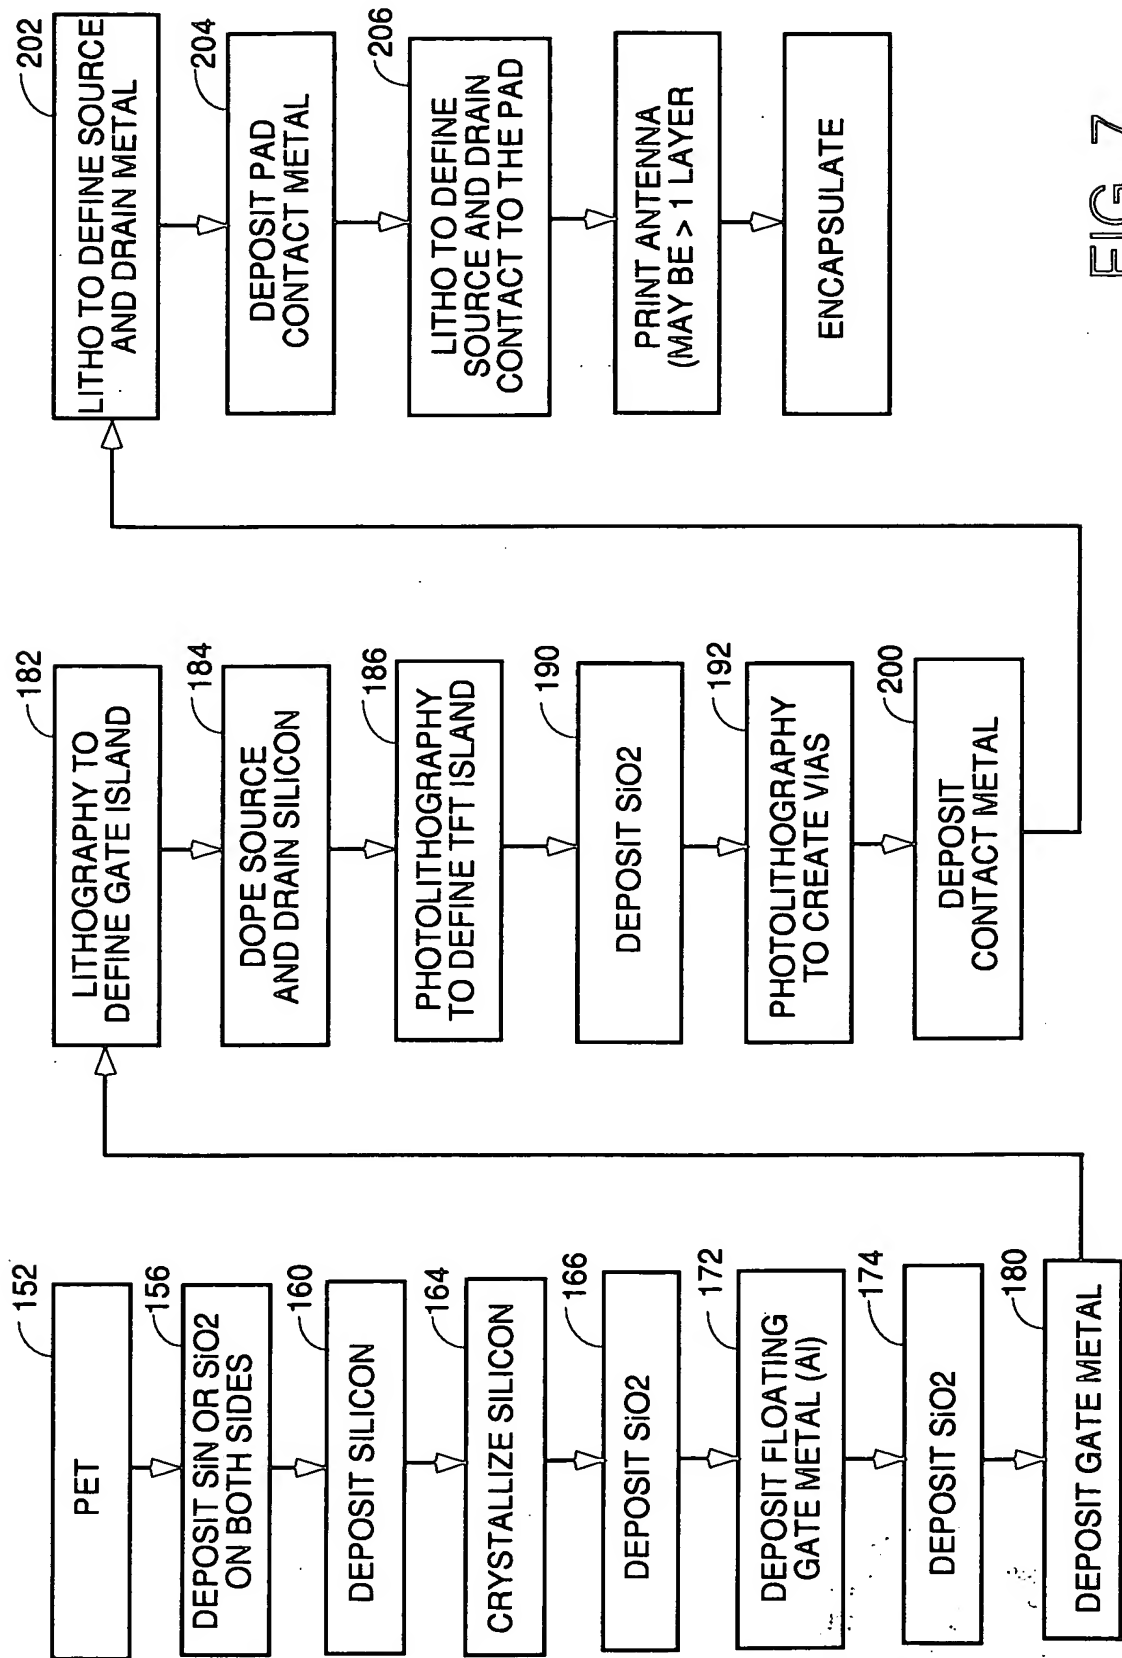 152
PET
156
DEPOSIT SiN OR SiO2
ON BOTH SIDES
160
DEPOSIT SILICON
164
CRYSTALLIZE SILICON
166
DEPOSIT SiO2
172
DEPOSIT FLOATING
GATE METAL (Al)
174
DEPOSIT SiO2
180
DEPOSIT GATE METAL
182
LITHOGRAPHY TO
DEFINE GATE ISLAND
184
DOPE SOURCE
AND DRAIN SILICON
186
PHOTOLITHOGRAPHY
TO DEFINE TFT ISLAND
190
DEPOSIT SiO2
192
PHOTOLITHOGRAPHY
TO CREATE VIAS
200
DEPOSIT
CONTACT METAL
202
LITHO TO DEFINE SOURCE
AND DRAIN METAL
204
DEPOSIT PAD
CONTACT METAL
206
LITHO TO DEFINE
SOURCE AND DRAIN
CONTACT TO THE PAD
PRINT ANTENNA
(MAY BE > 1 LAYER
ENCAPSULATE
FIG 7